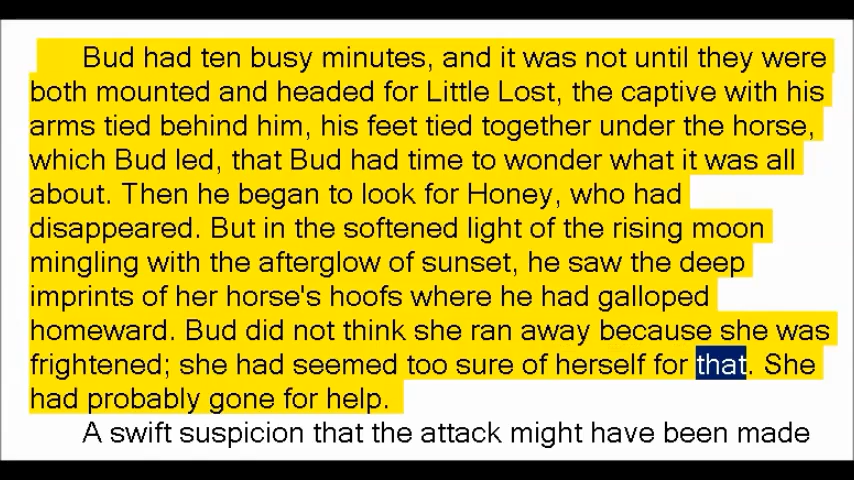 Bud had ten busy minutes, and it was not until they were
both mounted and headed for Little Lost, the captive with his
arms tied behind him, his feet tied together under the horse,
which Bud led, that Bud had time to wonder what it was all
about. Then he began to look for Honey, who had
disappeared. But in the softened light of the rising moon
mingling with the afterglow of sunset, he saw the deep
imprints of her horse's hoofs where he had galloped
homeward. Bud did not think she ran away because she was
frightened; she had seemed too sure of herself for that. She
had probably gone for help.
A swift suspicion that the attack might have been made